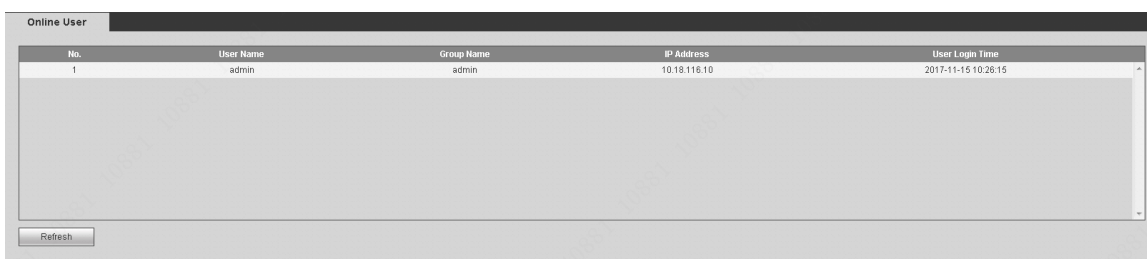 Online User
No. User Name Group Name IP Address User Login Time
1 admin admin 10.18.116.10 2017-11-15 10:26:15
Refresh